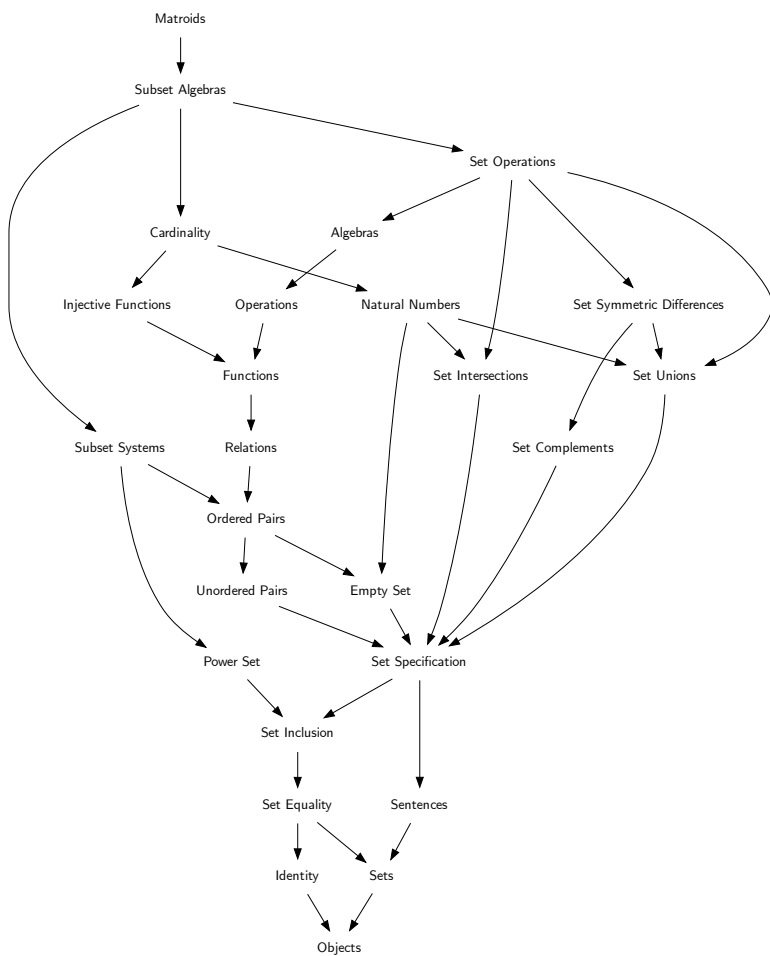 Matroids
Subset Algebras
Set Operations
Cardinality
Algebras
Injective Functions
Operations
Natural Numbers
Set Symmetric Differences
Functions
Set Intersections
Set Unions
Subset Systems
Relations
Set Complements
Ordered Pairs
Unordered Pairs
Empty Set
Power Set
Set Specification
Set Inclusion
Set Equality
Sentences
Identity
Sets
Objects